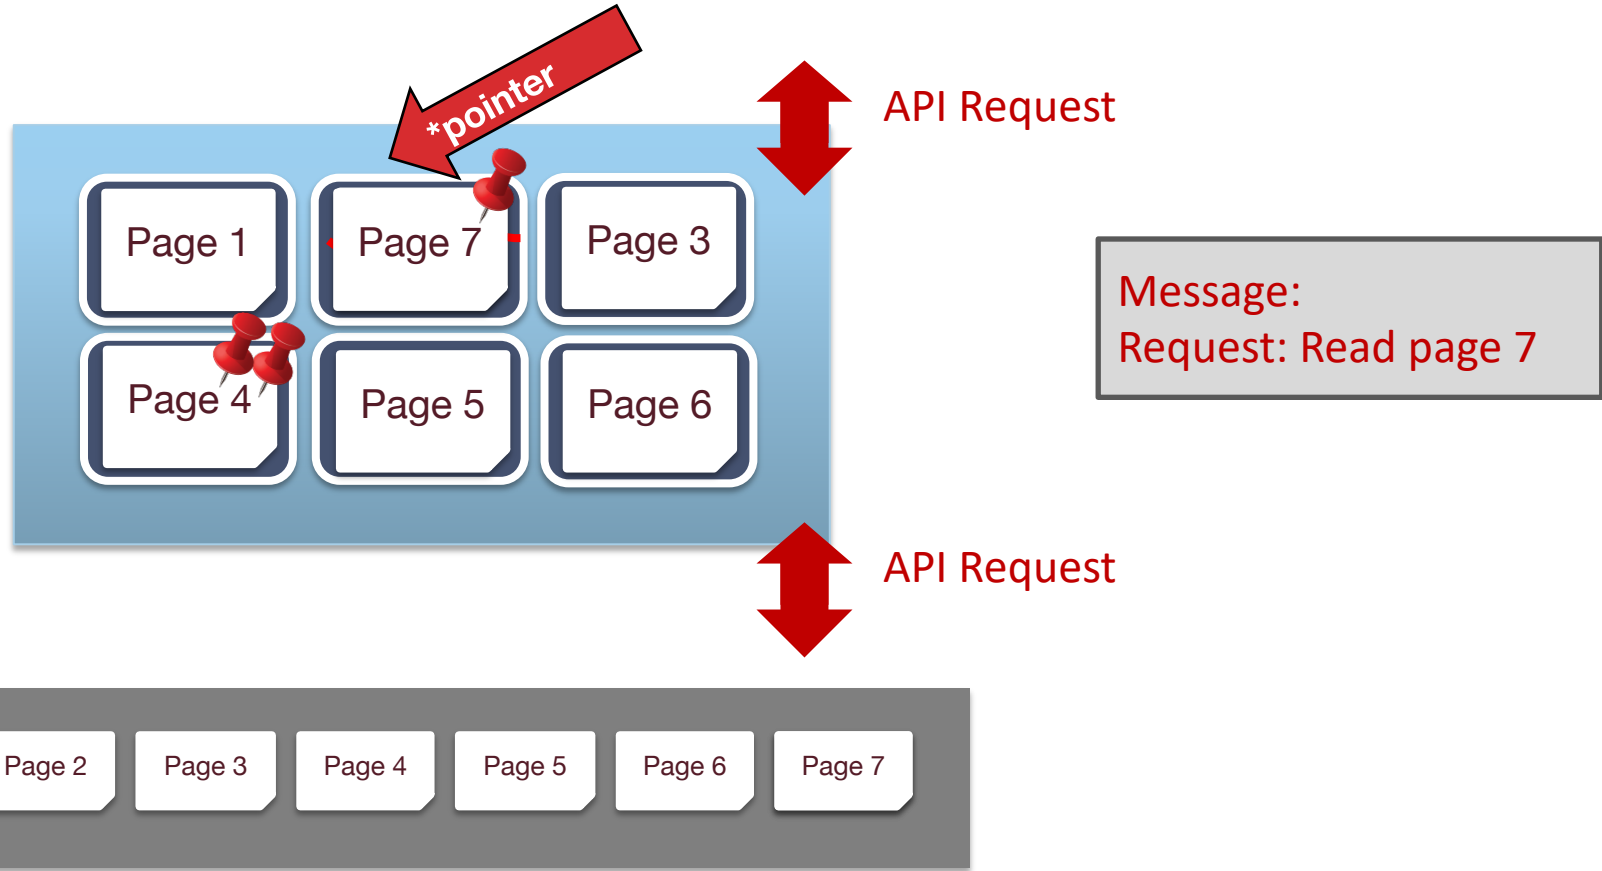 *pointer
API Request
Page 1
Page 7
Page 3
Message:
Request: Read page 7
Page 4
Page 5
Page 6
API Request
Page 2
Page 3
Page 4
Page 5
Page 6
Page 7